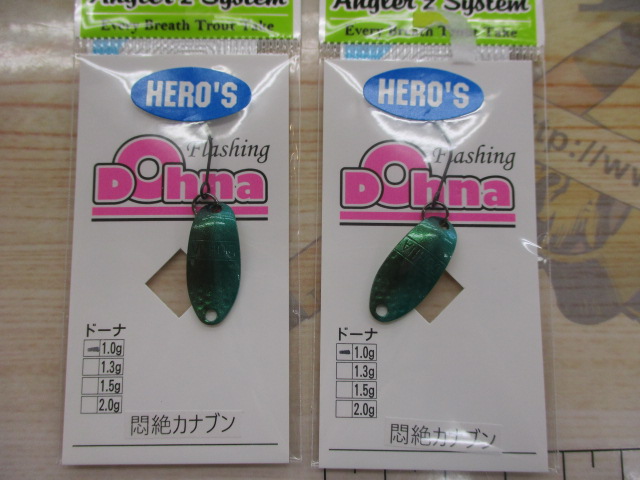 Angler'z System
Every Breath Trout Take
HERO'S
Flashing
Dohna
ドーナ
1.0g
1.3g
1.5g
2.0g
悶絶カナブン
Angler'z System
Every Breath Trout Take
HERO'S
Flashing
Dohna
ドーナ
1.0g
1.3g
1.5g
2.0g
悶絶カナブン
ttp://www